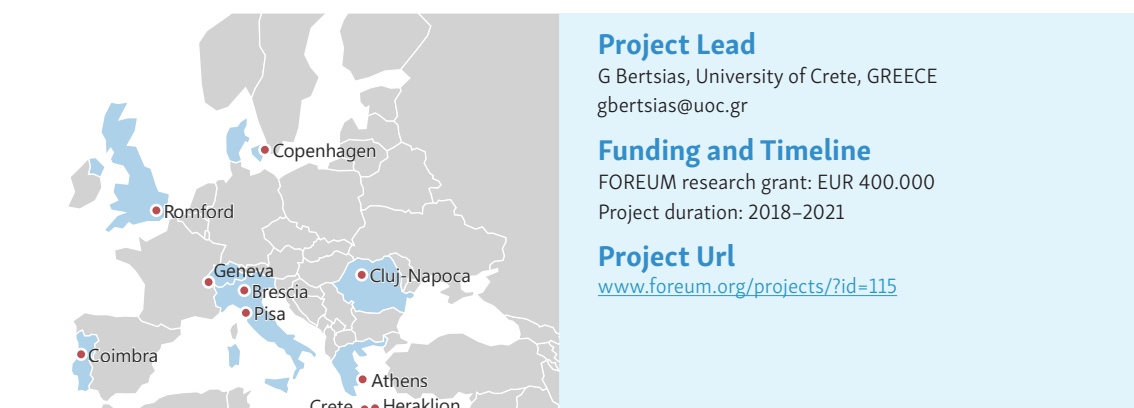 Copenhagen
Romford
Geneva
Brescia
Pisa
Cluj-Napoca
Coimbra
Athens
Crete
Heraklion
Project Lead
G Bertsias, University of Crete, GREECE
gbertsias@uoc.gr
Funding and Timeline
FOREUM research grant: EUR 400.000
Project duration: 2018–2021
Project Url
www.foreum.org/projects/?id=115